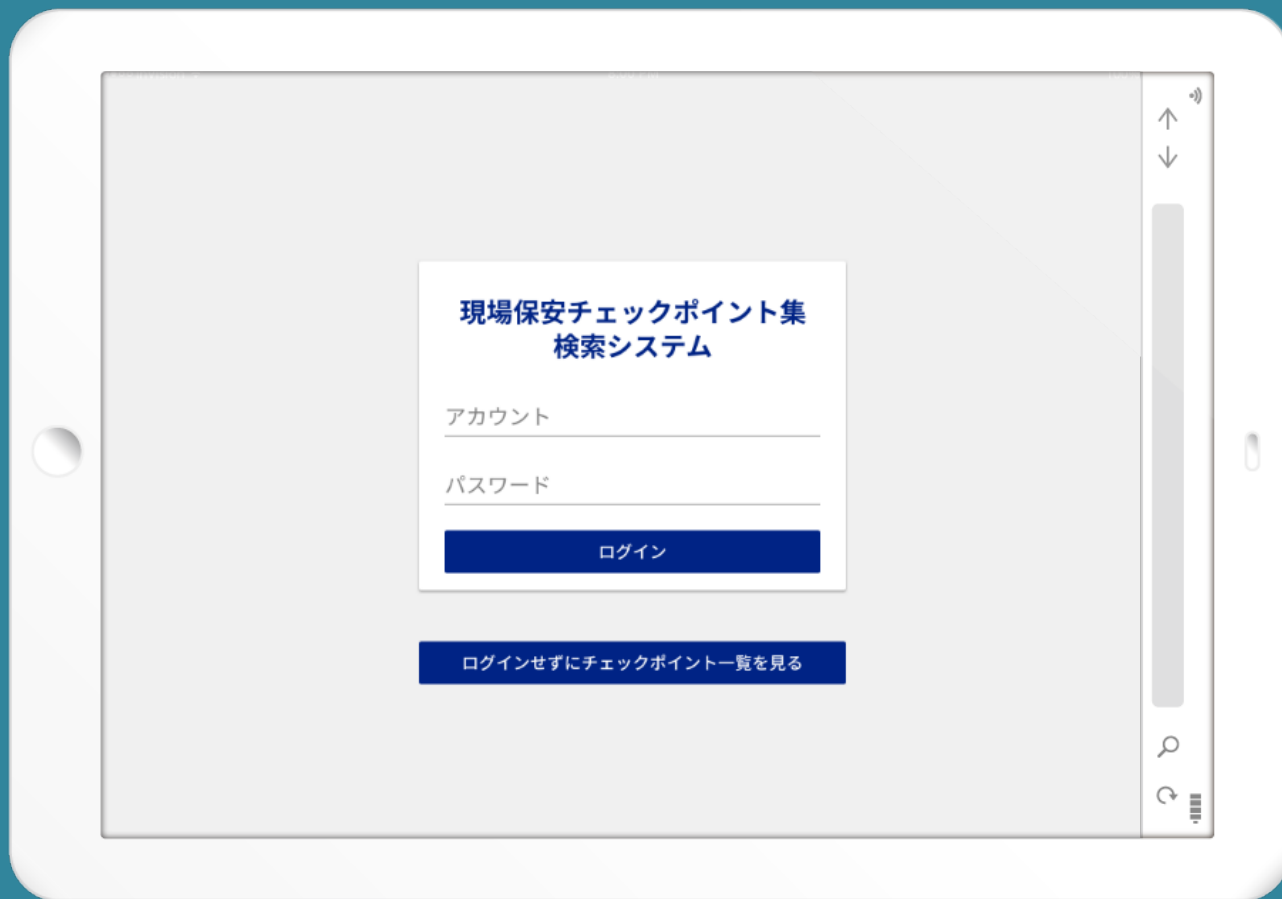 現場保安チェックポイント集
検索システム
アカウント
パスワード
ログイン
ログインせずにチェックポイント一覧を見る